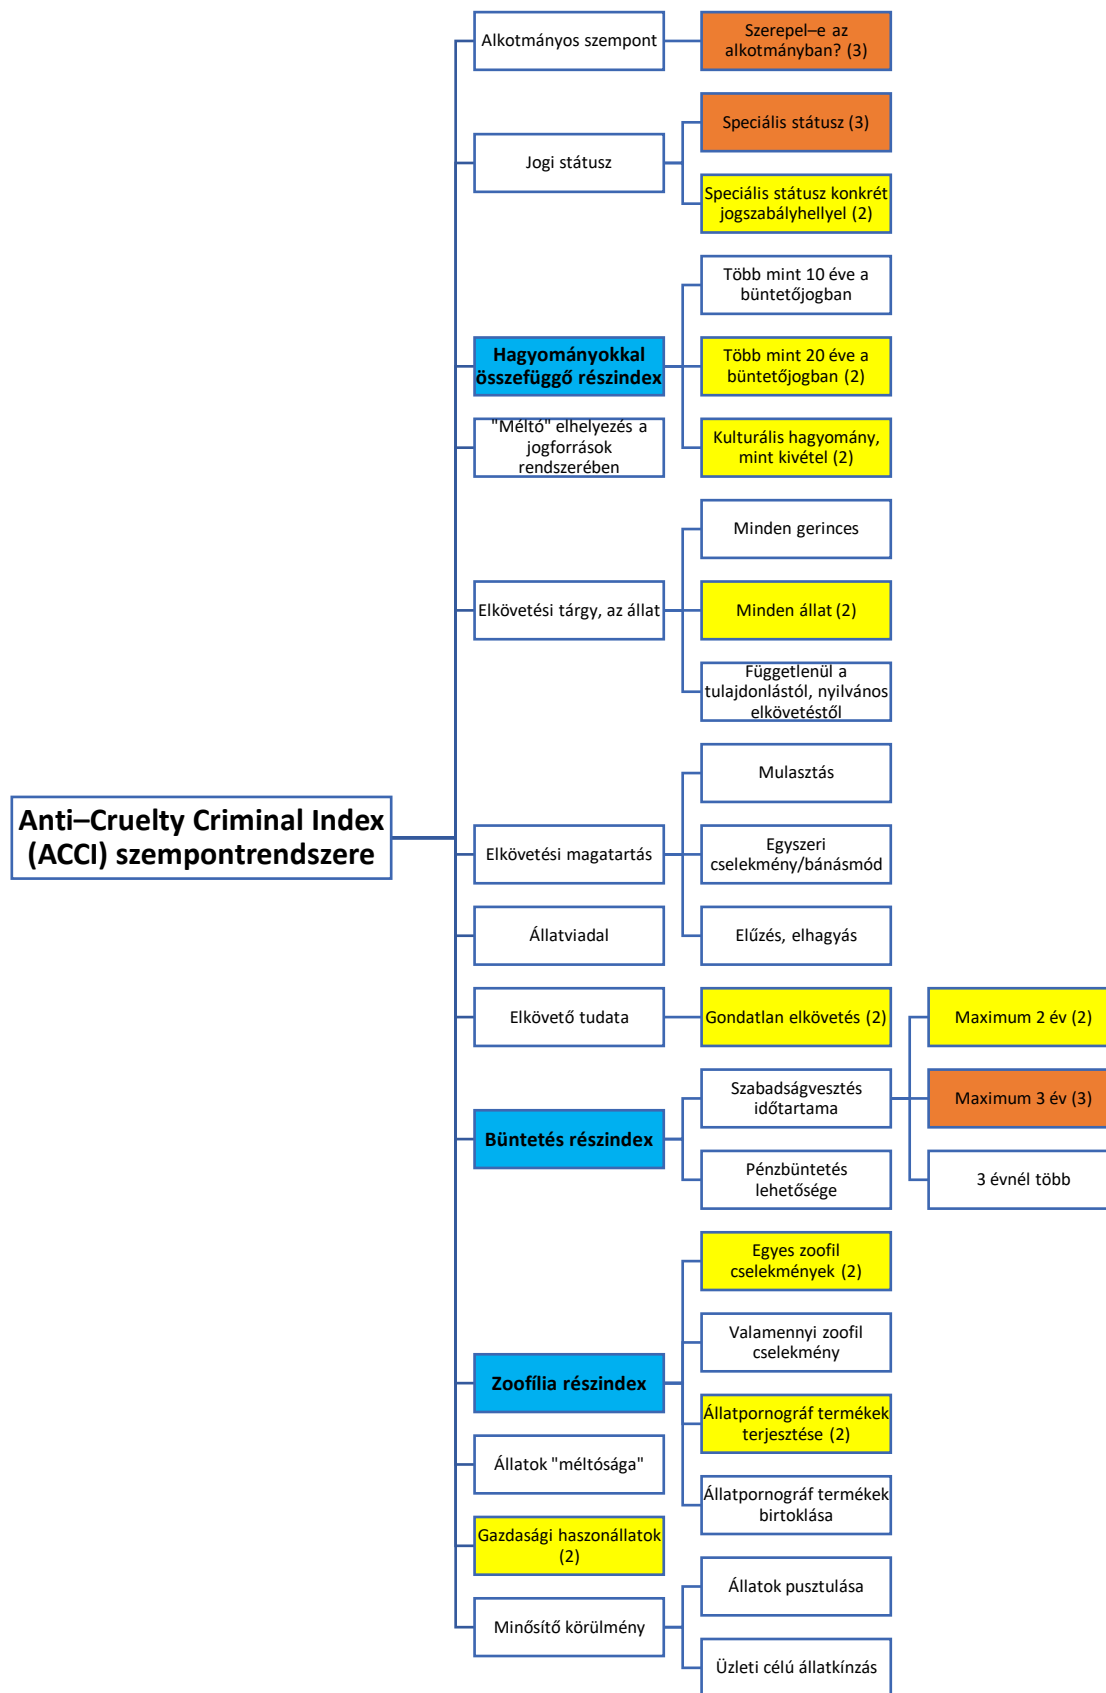 Alkotmányos szempont
Szerepel–e az
alkotmányban? (3)
Speciális státusz (3)
Jogi státusz
Speciális státusz konkrét
jogszabályhellyel (2)
Több mint 10 éve a
büntetőjogban
Hagyományokkal
összefüggő részindex
Több mint 20 éve a
büntetőjogban (2)
"Méltó" elhelyezés a
jogforrások
rendszerében
Kulturális hagyomány,
mint kivétel (2)
Minden gerinces
Elkövetési tárgy, az állat
Minden állat (2)
Függetlenül a
tulajdonlástól, nyilvános
elkövetéstől
Mulasztás
Anti–Cruelty Criminal Index
(ACCI) szempontrendszere
Elkövetési magatartás
Egyszeri
cselekmény/bánásmód
Állatviadal
Elűzés, elhagyás
Elkövető tudata
Gondatlan elkövetés (2)
Maximum 2 év (2)
Szabadságvesztés
időtartama
Maximum 3 év (3)
Büntetés részindex
Pénzbüntetés
lehetősége
3 évnél több
Egyes zoofil
cselekmények (2)
Valamennyi zoofil
cselekmény
Zoofília részindex
Állatpornográf termékek
terjesztése (2)
Állatok "méltósága"
Állatpornográf termékek
birtoklása
Gazdasági haszonállatok
(2)
Állatok pusztulása
Minősítő körülmény
Üzleti célú állatkínzás